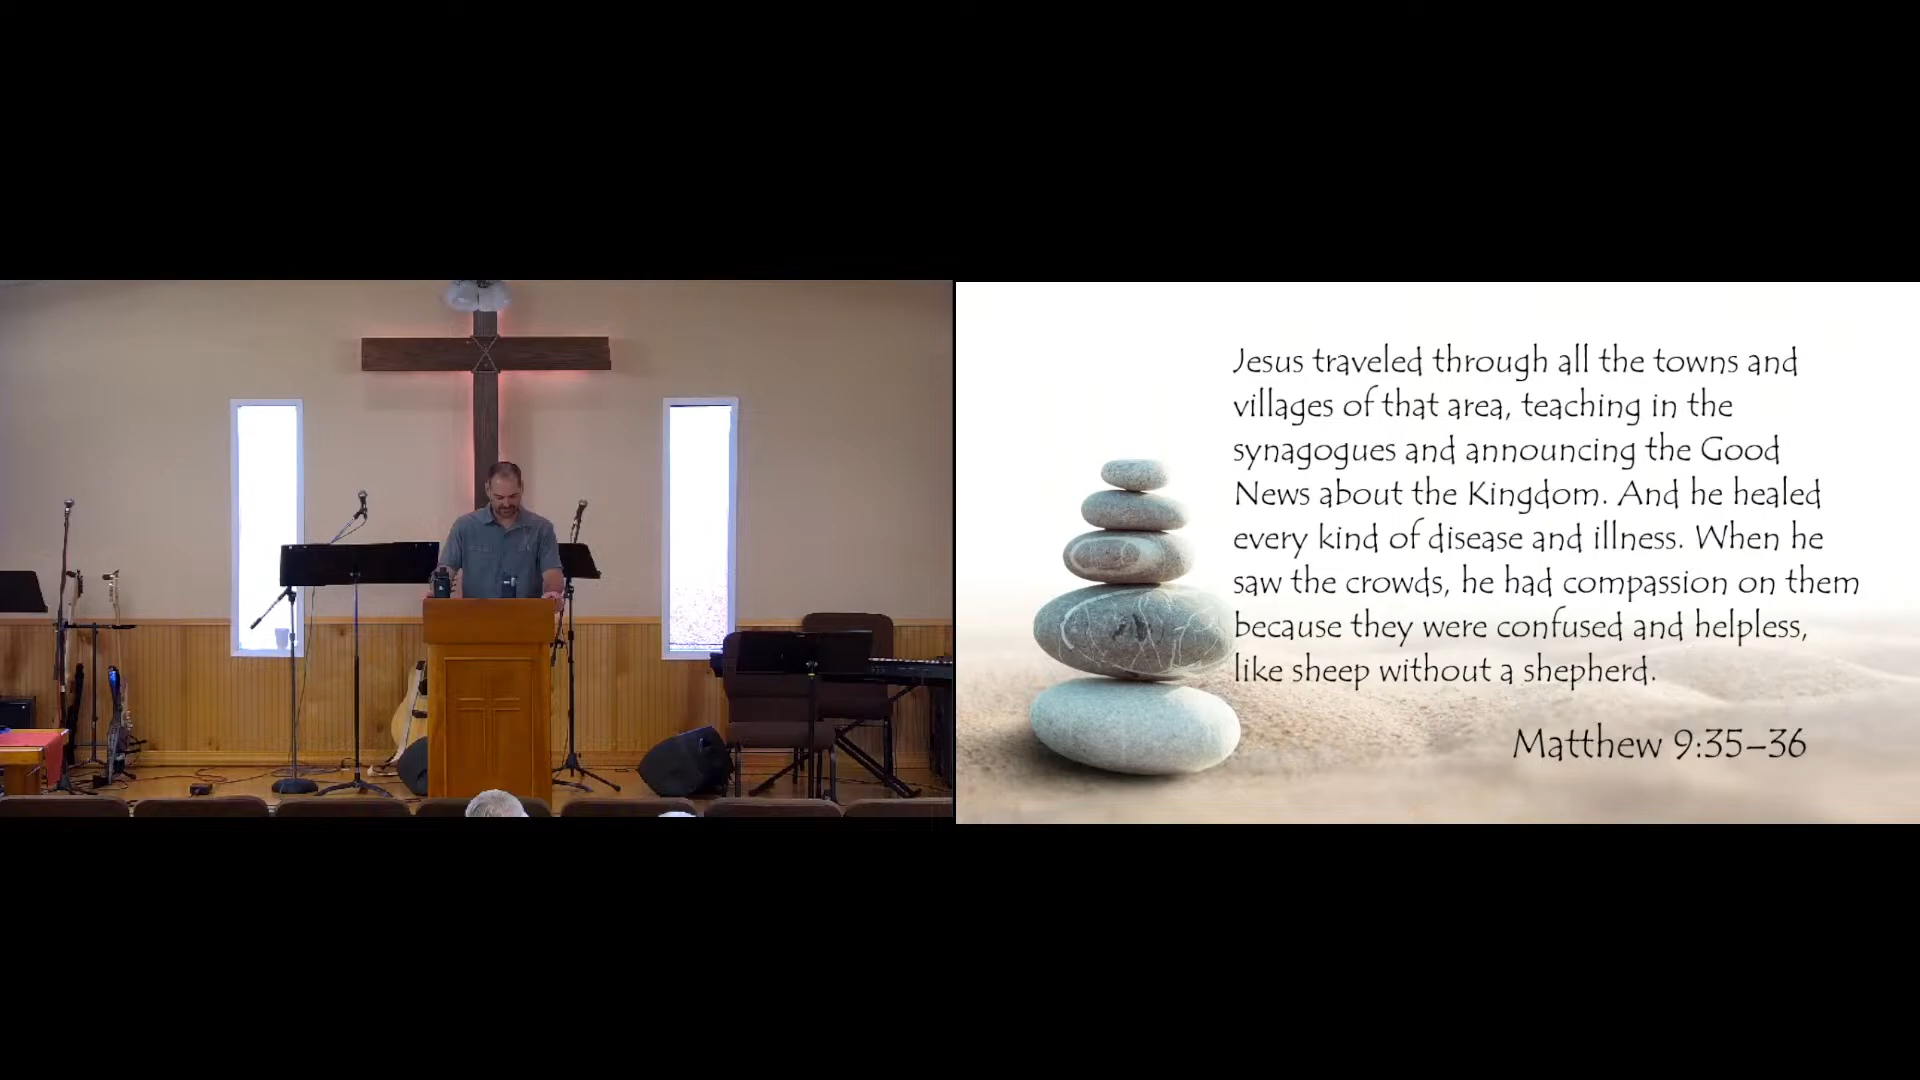 Jesus traveled through all the towns and
villages of that area, teaching in the
synagogues and announcing the Good
News about the Kingdom. And he healed
every kind of disease and illness. When he
saw the crowds, he had compassion on them
because they were confused and helpless,
like sheep without a shepherd.
Matthew 9:35–36